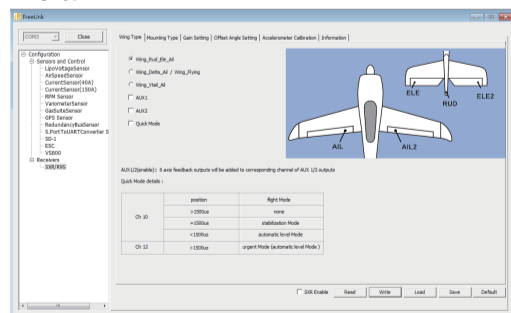 FreeLink
COM3
Close
Configuration
Sensors and Control
LipoVoltageSensor
AirSpeedSensor
CurrentSensor(40A)
CurrentSensor(150A)
RPM Sensor
VariometerSensor
GasSuiteSensor
GPS Sensor
RedundancyBusSensor
S.PortToUARTConverter S
SD-1
ESC
VS600
Receivers
SXR/R9S
Wing Type
Mounting Type
Gain Setting
Offset Angle Setting
Accelerometer Calibration
Information
Wing_Rud_Ele_Ail
Wing_Delta_Ail / Wing_Flying
Wing_Vtail_Ail
AUX1
AUX2
Quick Mode
ELE
RUD
ELE2
AIL
AIL2
AUX1/2(enable): 6 axis feedback outputs will be added to corresponding channel of AUX 1/2 outputs
Quick Mode details :
position
flight Mode
Ch 10
>1500us
none
=1500us
stabilization Mode
<1500us
automatic level Mode
Ch 12
>1500us
urgent Mode (automatic level Mode )
SXR Enable
Read
Write
Load
Save
Default